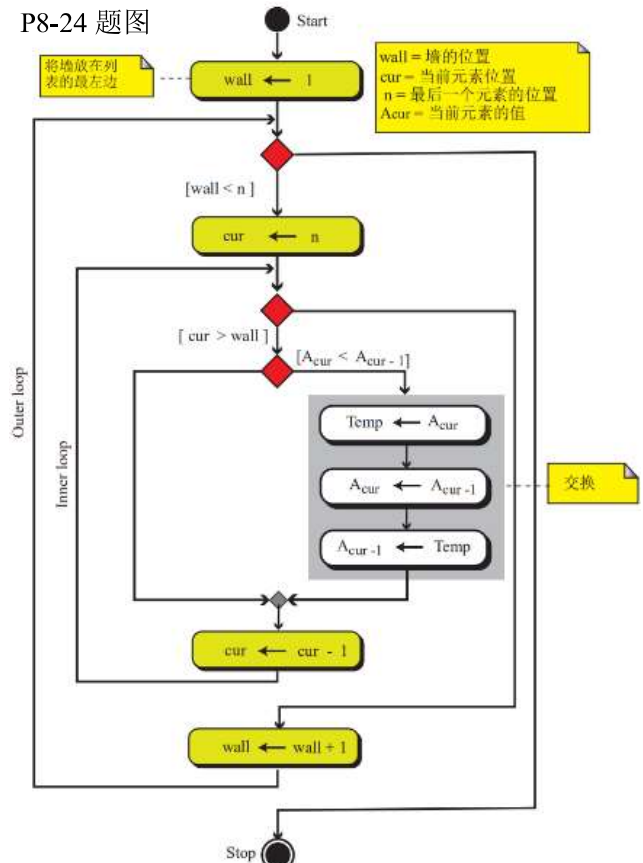 P8-24 题图
Start
将墙放在列
表的最左边
wall ← 1
wall = 墙的位置
cur = 当前元素位置
n = 最后一个元素的位置
Acur = 当前元素的值
[wall < n ]
cur ← n
[ cur > wall ]
[Acur < Acur - 1]
Outer loop
Inner loop
Temp ← Acur
Acur ← Acur -1
交换
Acur -1 ← Temp
cur ← cur - 1
wall ← wall + 1
Stop